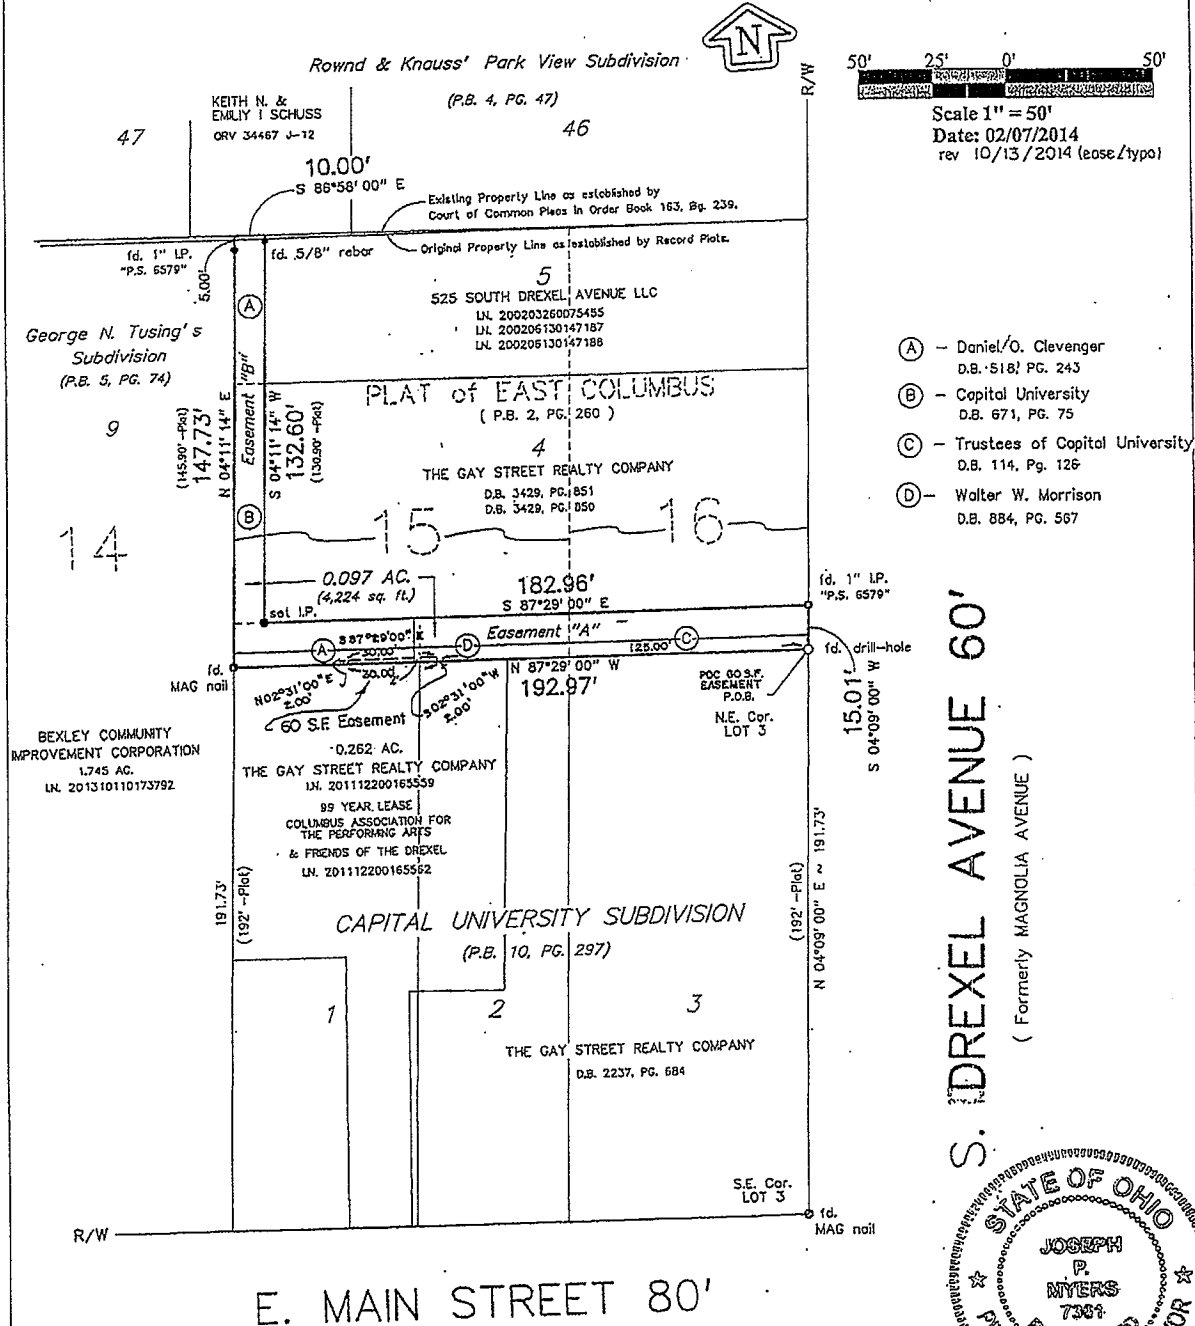 N
Rownd & Knauss' Park View Subdivision
(P.B. 4, PG. 47)
R/W
50' 25' 0' 50'
Scale 1" = 50'
Date: 02/07/2014
rev 10/13/2014 (ease/typo)
KEITH N. &
EMILIY I SCHUSS
ORV 34467 J-12
47
46
10.00'
S 86°58'00" E
Existing Property Line as established by
Court of Common Pleas in Order Book 163, Bg. 239.
Original Property Line as established by Record Plats.
fd. 1" I.P.
"P.S. 6579"
fd. 5/8" rebar
5.00'
A
5
525 SOUTH DREXEL AVENUE LLC
I.N. 200203260075455
I.N. 200206130147187
I.N. 200206130147188
George N. Tusing's
Subdivision
(P.B. 5, PG. 74)
9
14
(145.90' -Plat)
147.73'
N 04°11'14" E
Easement "B"
S 04°11'14" W
132.60'
(130.90' -Plat)
B
PLAT of EAST COLUMBUS
( P.B. 2, PG. 260 )
4
THE GAY STREET REALTY COMPANY
D.B. 3429, PG. 851
D.B. 3429, PG. 850
15
16
A - Daniel O. Clevenger
D.B. 518, PG. 243
B - Capital University
D.B. 671, PG. 75
C - Trustees of Capital University
D.B. 114, Pg. 126
D - Walter W. Morrison
D.B. 884, PG. 567
0.097 AC.
(4,224 sq. ft.)
182.96'
S 87°29'00" E
fd. 1" I.P.
"P.S. 6579"
set I.P.
Easement "A"
S87°29'00" E
A
30.00'
D
125.00'
C
fd. drill-hole
fd.
MAG nail
30.00'
2'
N 87°29'00" W
192.97'
POC 60 S.F.
EASEMENT
P.O.B.
N.E. Cor.
LOT 3
15.01'
S 04°09'00" W
N02°31'00"E
2.00'
S02°31'00"W
2.00'
60 S.F. Easement
BEXLEY COMMUNITY
IMPROVEMENT CORPORATION
1.745 AC.
I.N. 201310110173792
0.262 AC.
THE GAY STREET REALTY COMPANY
I.N. 201112200165559
99 YEAR LEASE
COLUMBUS ASSOCIATION FOR
THE PERFORMING ARTS
& FRIENDS OF THE DREXEL
I.N. 201112200165562
191.73'
(192' -Plat)
(192' -Plat)
N 04°09'00" E ~ 191.73'
CAPITAL UNIVERSITY SUBDIVISION
(P.B. 10, PG. 297)
1
2
3
THE GAY STREET REALTY COMPANY
D.B. 2237, PG. 684
S. DREXEL AVENUE 60'
( Formerly MAGNOLIA AVENUE )
S.E. Cor.
LOT 3
fd.
MAG nail
R/W
E. MAIN STREET 80'
STATE OF OHIO
JOSEPH
P.
MYERS
7361